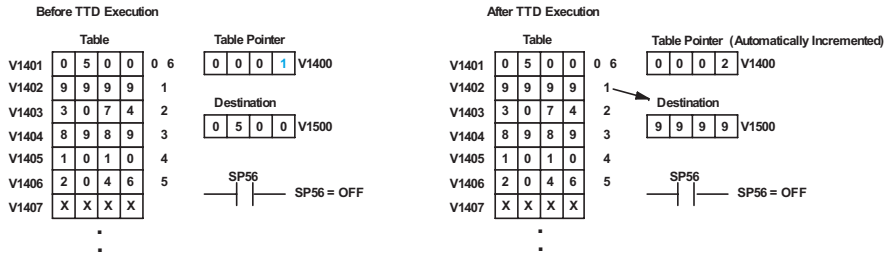 Before TTD Execution
Table
Table Pointer
V1401 0 5 0 0 0 6 0 0 0 1 V1400
V1402 9 9 9 9 1
Destination
V1403 3 0 7 4 2
0 5 0 0 V1500
V1404 8 9 8 9 3
V1405 1 0 1 0 4
V1406 2 0 4 6 5
SP56
SP56 = OFF
V1407 X X X X
After TTD Execution
Table
Table Pointer (Automatically Incremented)
V1401 0 5 0 0 0 6 0 0 0 2 V1400
V1402 9 9 9 9 1
Destination
V1403 3 0 7 4 2
9 9 9 9 V1500
V1404 8 9 8 9 3
V1405 1 0 1 0 4
V1406 2 0 4 6 5
SP56
SP56 = OFF
V1407 X X X X